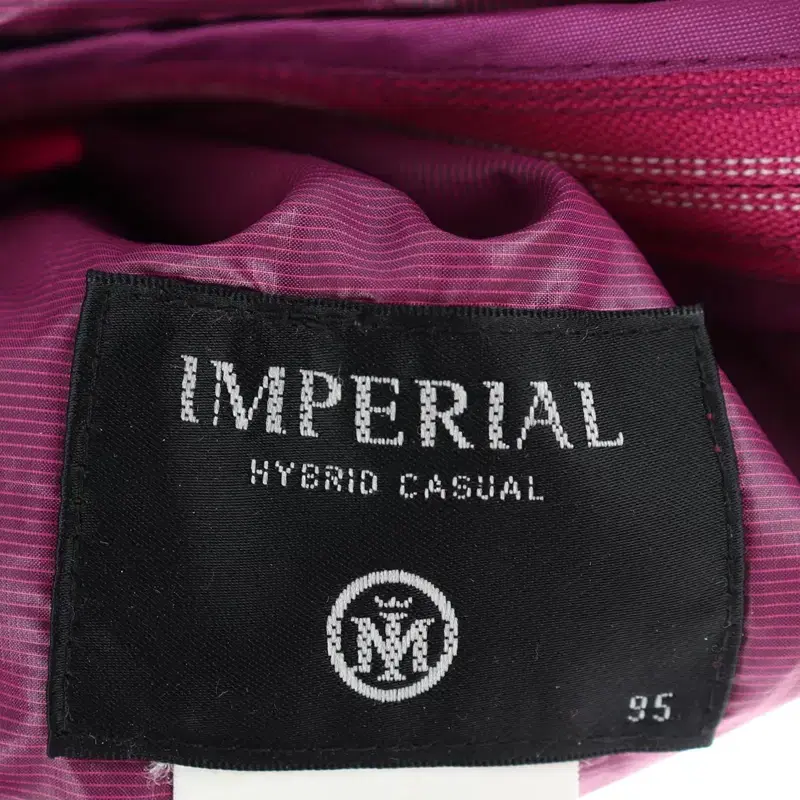 IMPERIAL
HYBRID CASUAL
M
95